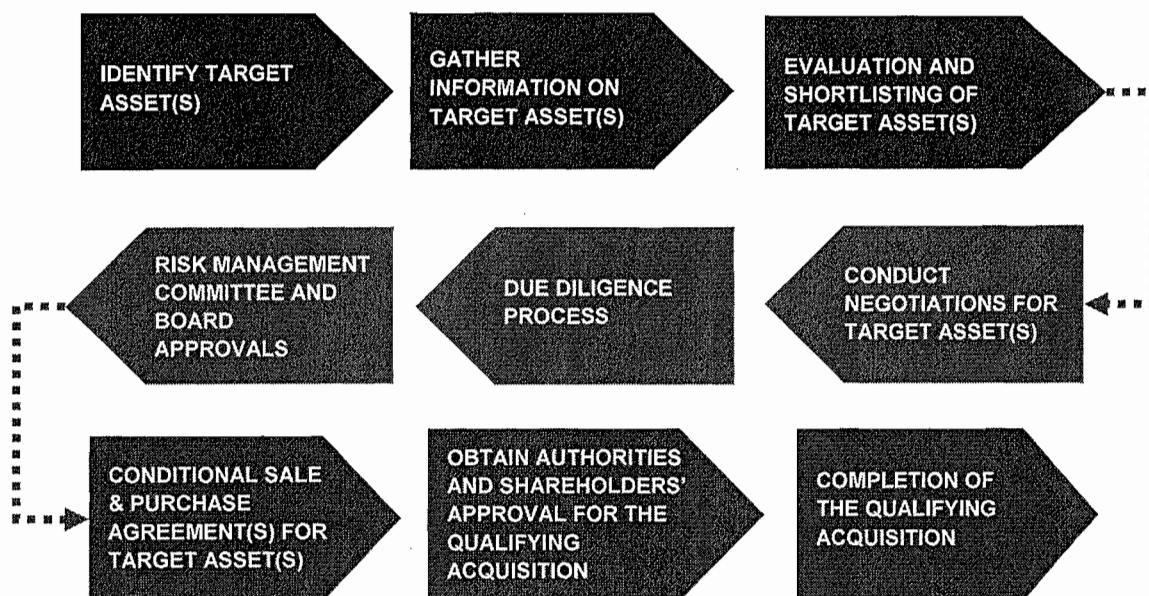 IDENTIFY TARGET
ASSET(S)
GATHER
INFORMATION ON
TARGET ASSET(S)
EVALUATION AND
SHORTLISTING OF
TARGET ASSET(S)
CONDUCT
NEGOTIATIONS FOR
TARGET ASSET(S)
DUE DILIGENCE
PROCESS
RISK MANAGEMENT
COMMITTEE AND
BOARD
APPROVALS
CONDITIONAL SALE
& PURCHASE
AGREEMENT(S) FOR
TARGET ASSET(S)
OBTAIN AUTHORITIES
AND SHAREHOLDERS'
APPROVAL FOR THE
QUALIFYING
ACQUISITION
COMPLETION OF
THE QUALIFYING
ACQUISITION